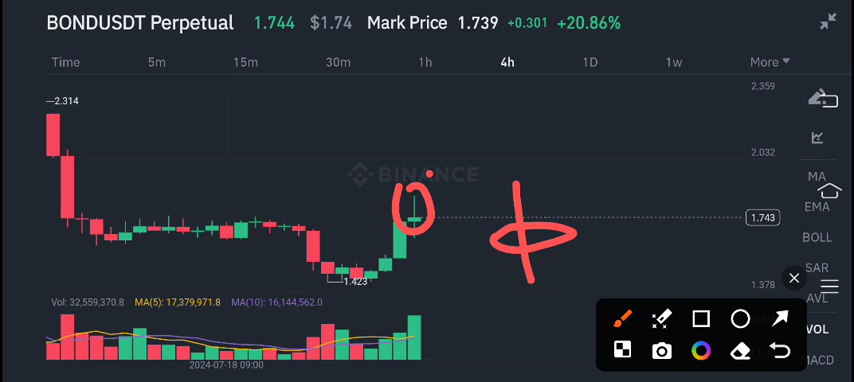 BONDUSDT Perpetual 1.744 $1.74 Mark Price 1.739 +0.301 +20.86%
Time 5m 15m 30m 1h 4h 1D 1w More
2.359
2.314
2.032
BINANCE
MA
EMA
1.743
BOLL
SAR
1.423
1.378
AVL
Vol: 32,559,370.8 MA(5): 17,379,971.8 MA(10): 16,144,562.0
VOL
MACD
2024-07-18 09:00